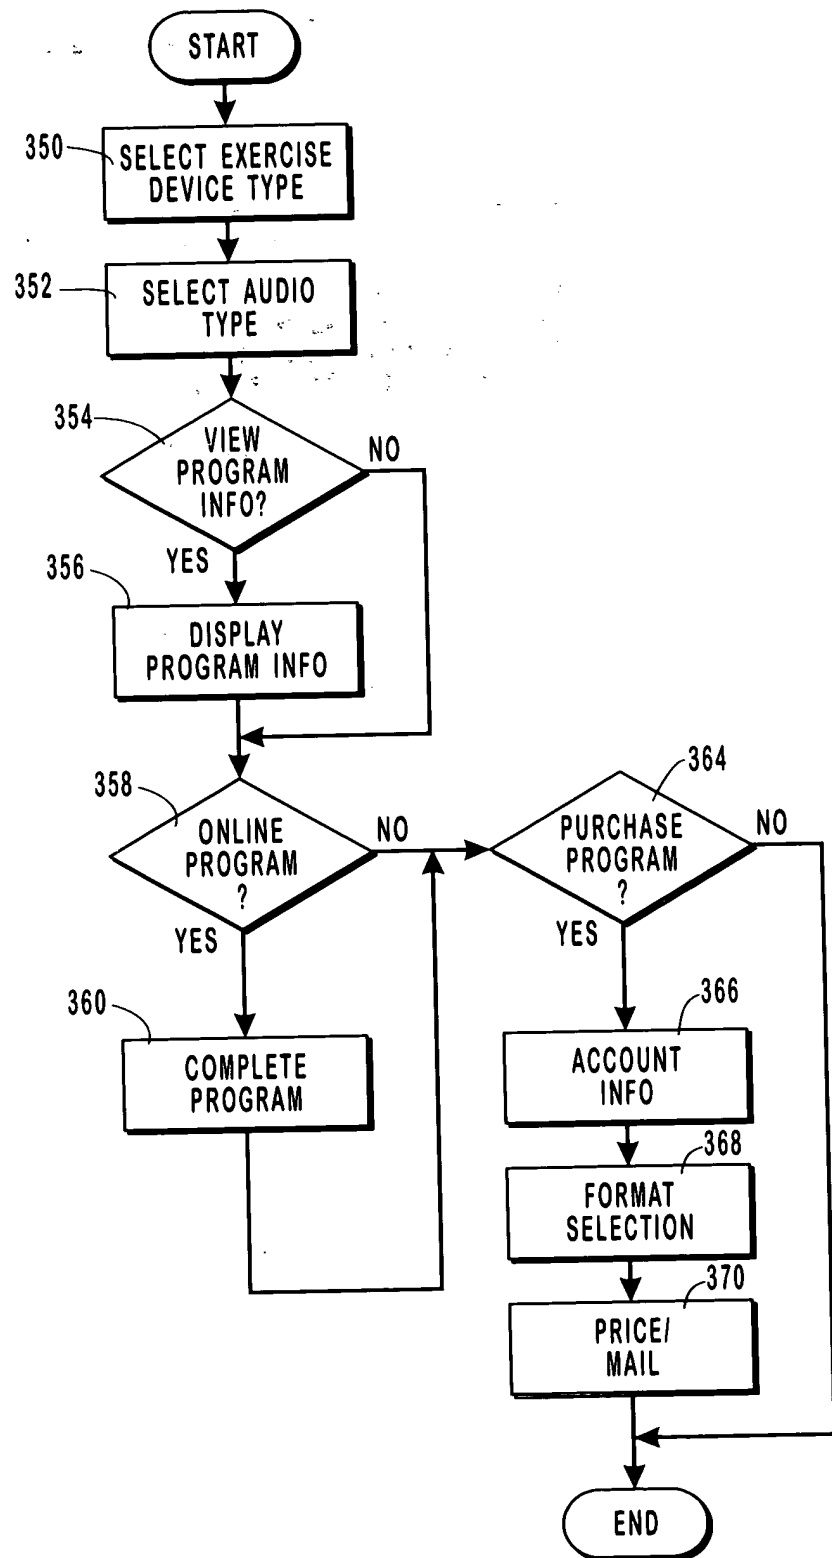 START
350
SELECT EXERCISE
DEVICE TYPE
352
SELECT AUDIO
TYPE
354
VIEW
PROGRAM
INFO?
NO
YES
356
DISPLAY
PROGRAM INFO
358
ONLINE
PROGRAM
?
NO
YES
360
COMPLETE
PROGRAM
364
PURCHASE
PROGRAM
?
NO
YES
366
ACCOUNT
INFO
368
FORMAT
SELECTION
370
PRICE/
MAIL
END